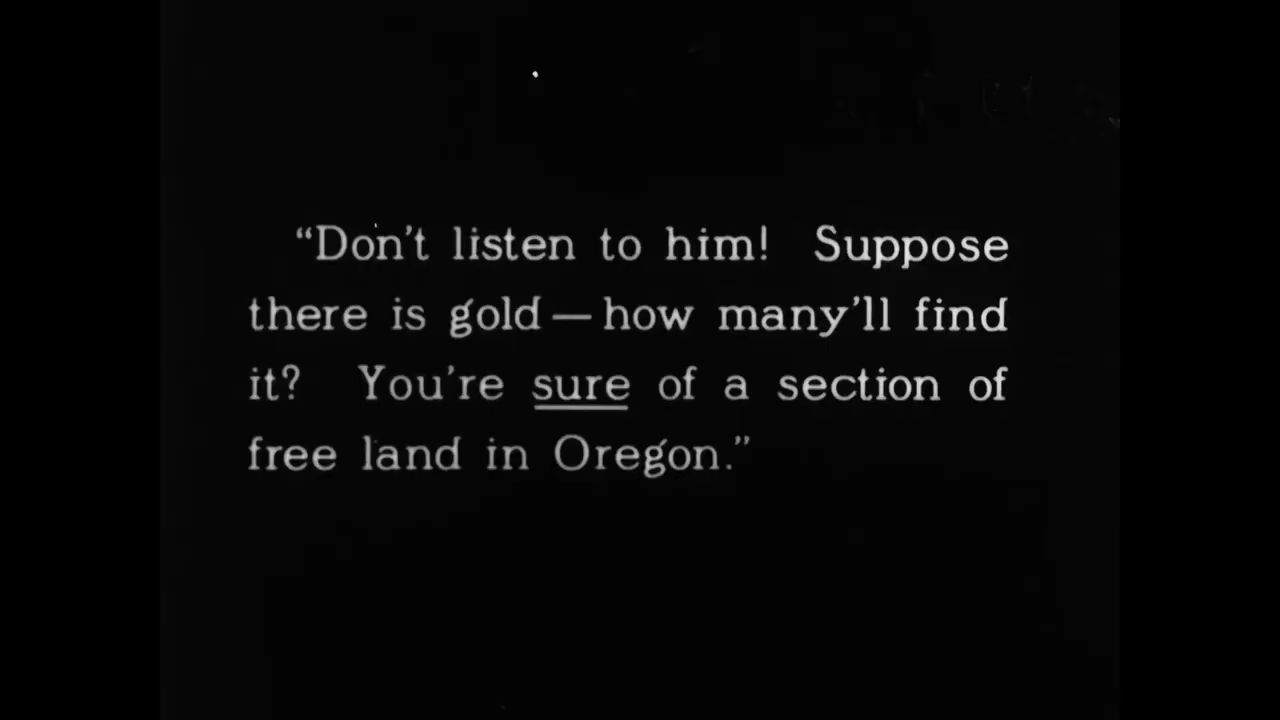 “Don’t listen to him! Suppose
there is gold—how many’ll find
it? You’re sure of a section of
free land in Oregon.”